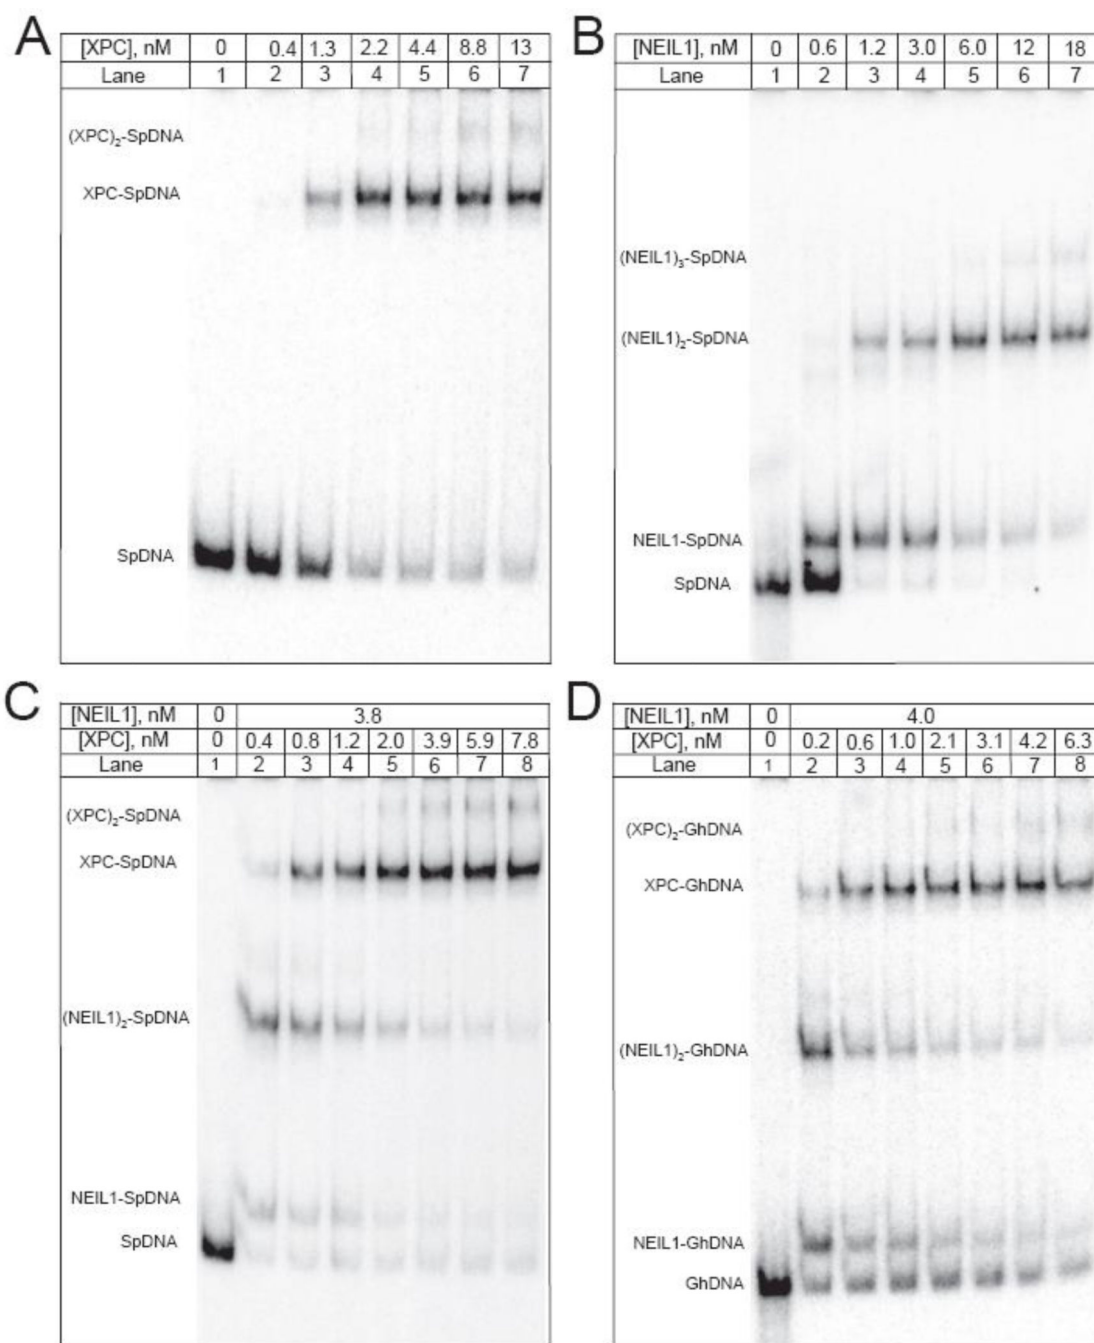 A
[XPC], nM 0 0.4 1.3 2.2 4.4 8.8 13
Lane 1 2 3 4 5 6 7
(XPC)₂-SpDNA
XPC-SpDNA
SpDNA
B
[NEIL1], nM 0 0.6 1.2 3.0 6.0 12 18
Lane 1 2 3 4 5 6 7
(NEIL1)₃-SpDNA
(NEIL1)₂-SpDNA
NEIL1-SpDNA
SpDNA
C
[NEIL1], nM 0 3.8
[XPC], nM 0 0.4 0.8 1.2 2.0 3.9 5.9 7.8
Lane 1 2 3 4 5 6 7 8
(XPC)₂-SpDNA
XPC-SpDNA
(NEIL1)₂-SpDNA
NEIL1-SpDNA
SpDNA
D
[NEIL1], nM 0 4.0
[XPC], nM 0 0.2 0.6 1.0 2.1 3.1 4.2 6.3
Lane 1 2 3 4 5 6 7 8
(XPC)₂-GhDNA
XPC-GhDNA
(NEIL1)₂-GhDNA
NEIL1-GhDNA
GhDNA